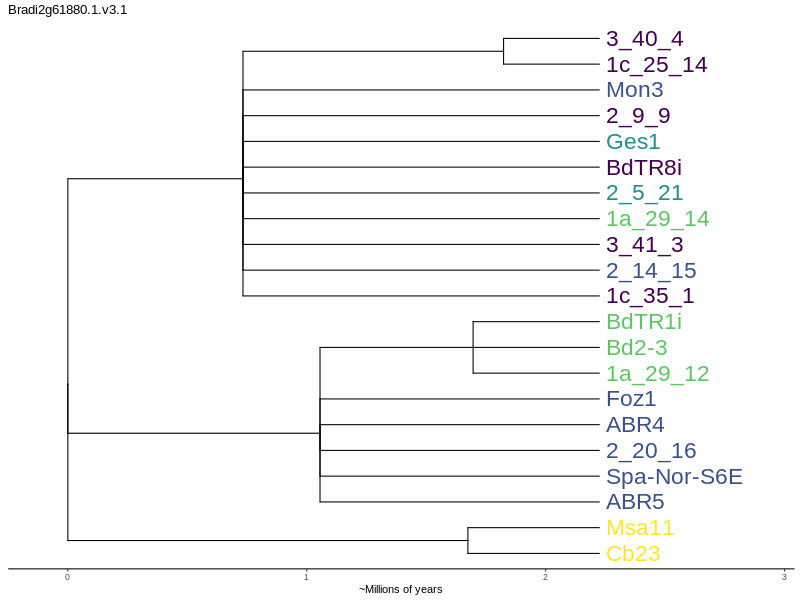 Bradi2g61880.1.v3.1
3_40_4
1c_25_14
Mon3
2_9_9
Ges1
BdTR8i
2_5_21
1a_29_14
3_41_3
2_14_15
1c_35_1
BdTR1i
Bd2-3
1a_29_12
Foz1
ABR4
2_20_16
Spa-Nor-S6E
ABR5
Msa11
Cb23
0 1 2 3
~Millions of years